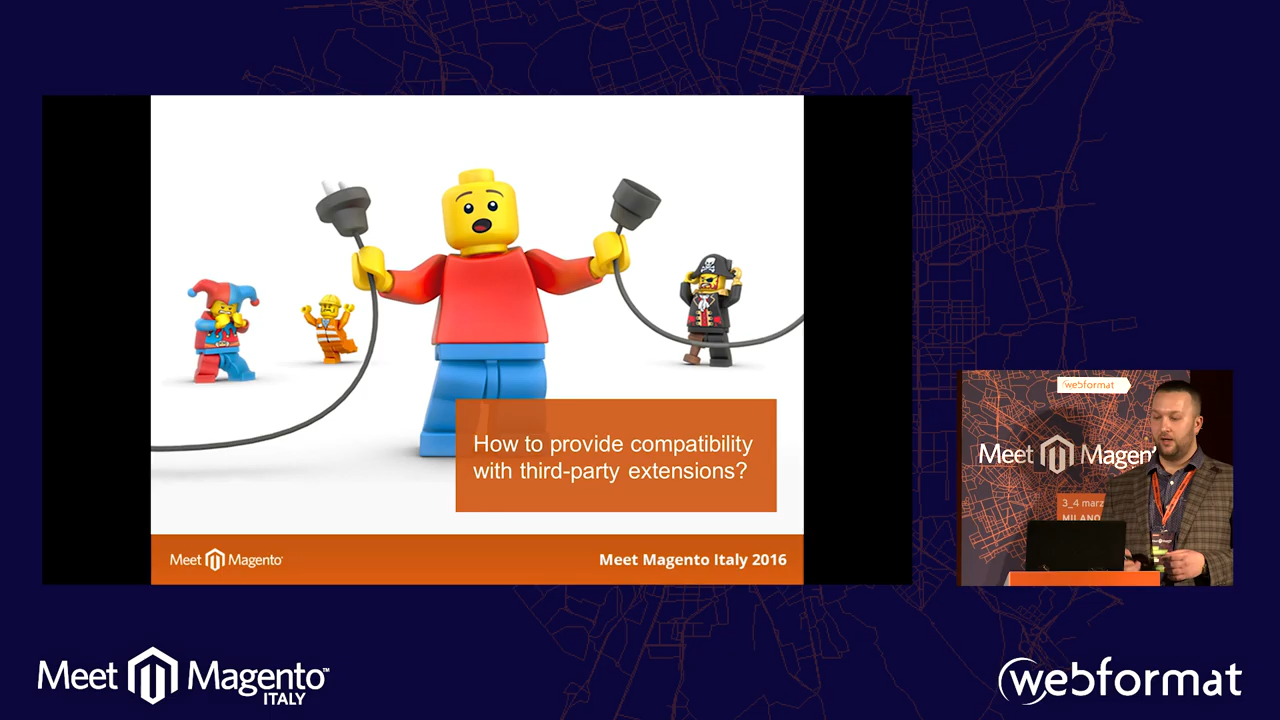 How to provide compatibility
with third-party extensions?
Meet Magento
Meet Magento Italy 2016
webformat
Meet Magento
3_4 marz
MILANO
Meet Magento™
ITALY
webformat